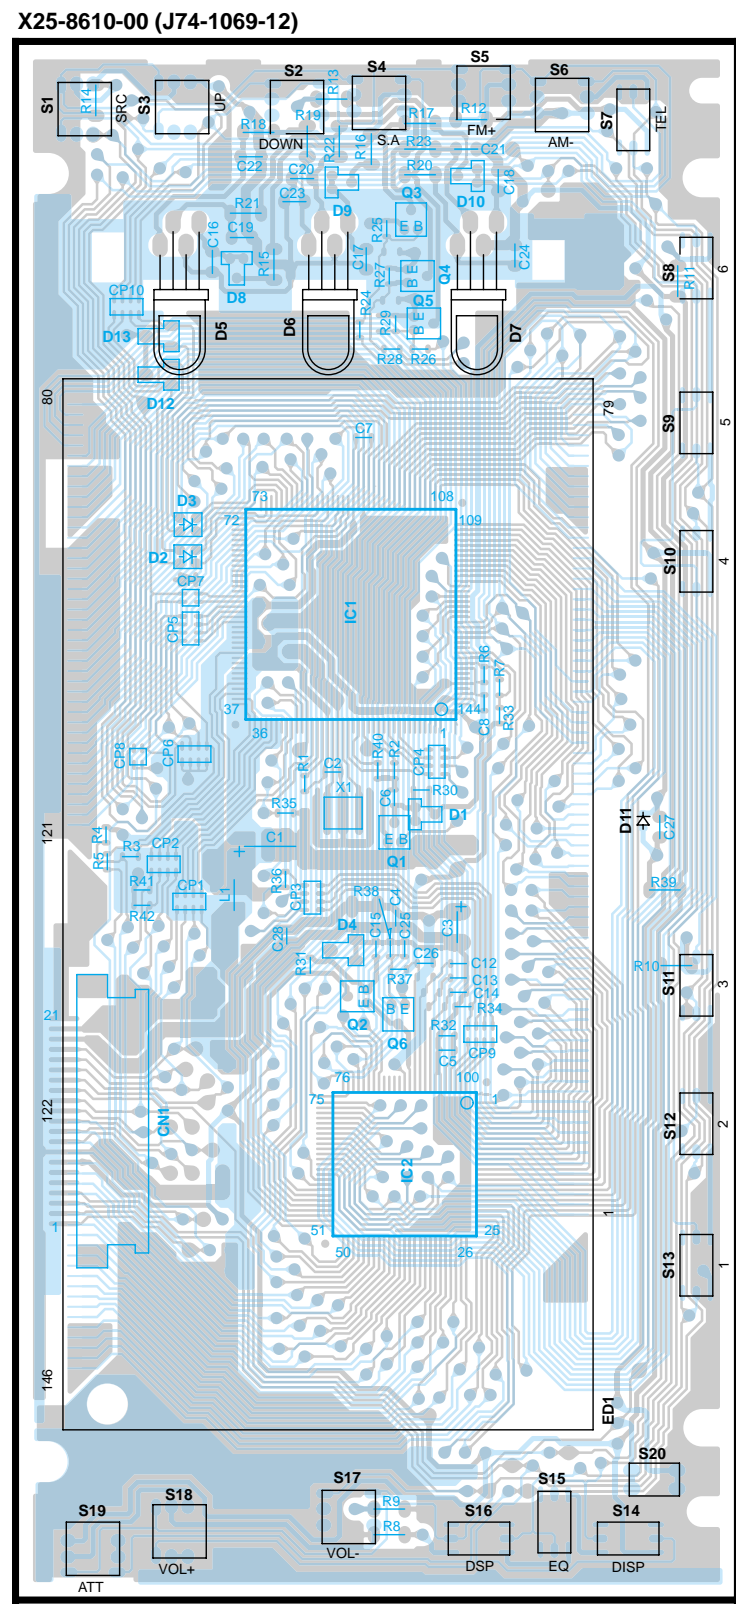 X25-8610-00 (J74-1069-12)
S1
R14
SRC
S3
UP
S2
R13
S4
S5
S6
S7
TEL
R18
R19
DOWN
R22
R16
S.A
R17
R12
FM+
AM-
R23
C21
C22
C20
R20
C18
C23
D9
Q3
D10
R21
C19
C16
R15
R25
E B
C17
C24
S8
R11
6
D8
R27
B E
Q4
CP10
Q5
R24
R29
B E
D13
D5
D6
D7
R28
R26
D12
80
79
S9
5
C7
73
108
D3
72
109
D2
S10
4
CP7
CP5
IC1
R6
R7
37
144
36
1
C8
R33
CP8
CP6
R1
C2
R40
R2
CP4
X1
C6
R30
R35
D1
D11
C27
121
R4
C1
+
E B
Q1
R5
R3
CP2
R41
CP1
L1
R36
CP3
R38
C4
R39
R42
C28
D4
C15
1
C25
C3
+
R31
C26
C12
R10
S11
3
R37
C13
C14
21
E B
Q2
B E
Q6
R34
R32
CP9
C5
76
100
75
1
122
CN1
S12
2
IC2
1
51
25
50
26
1
S13
1
146
ED1
S20
S19
S18
S17
R9
S16
S15
S14
R8
ATT
VOL+
VOL-
DSP
EQ
DISP